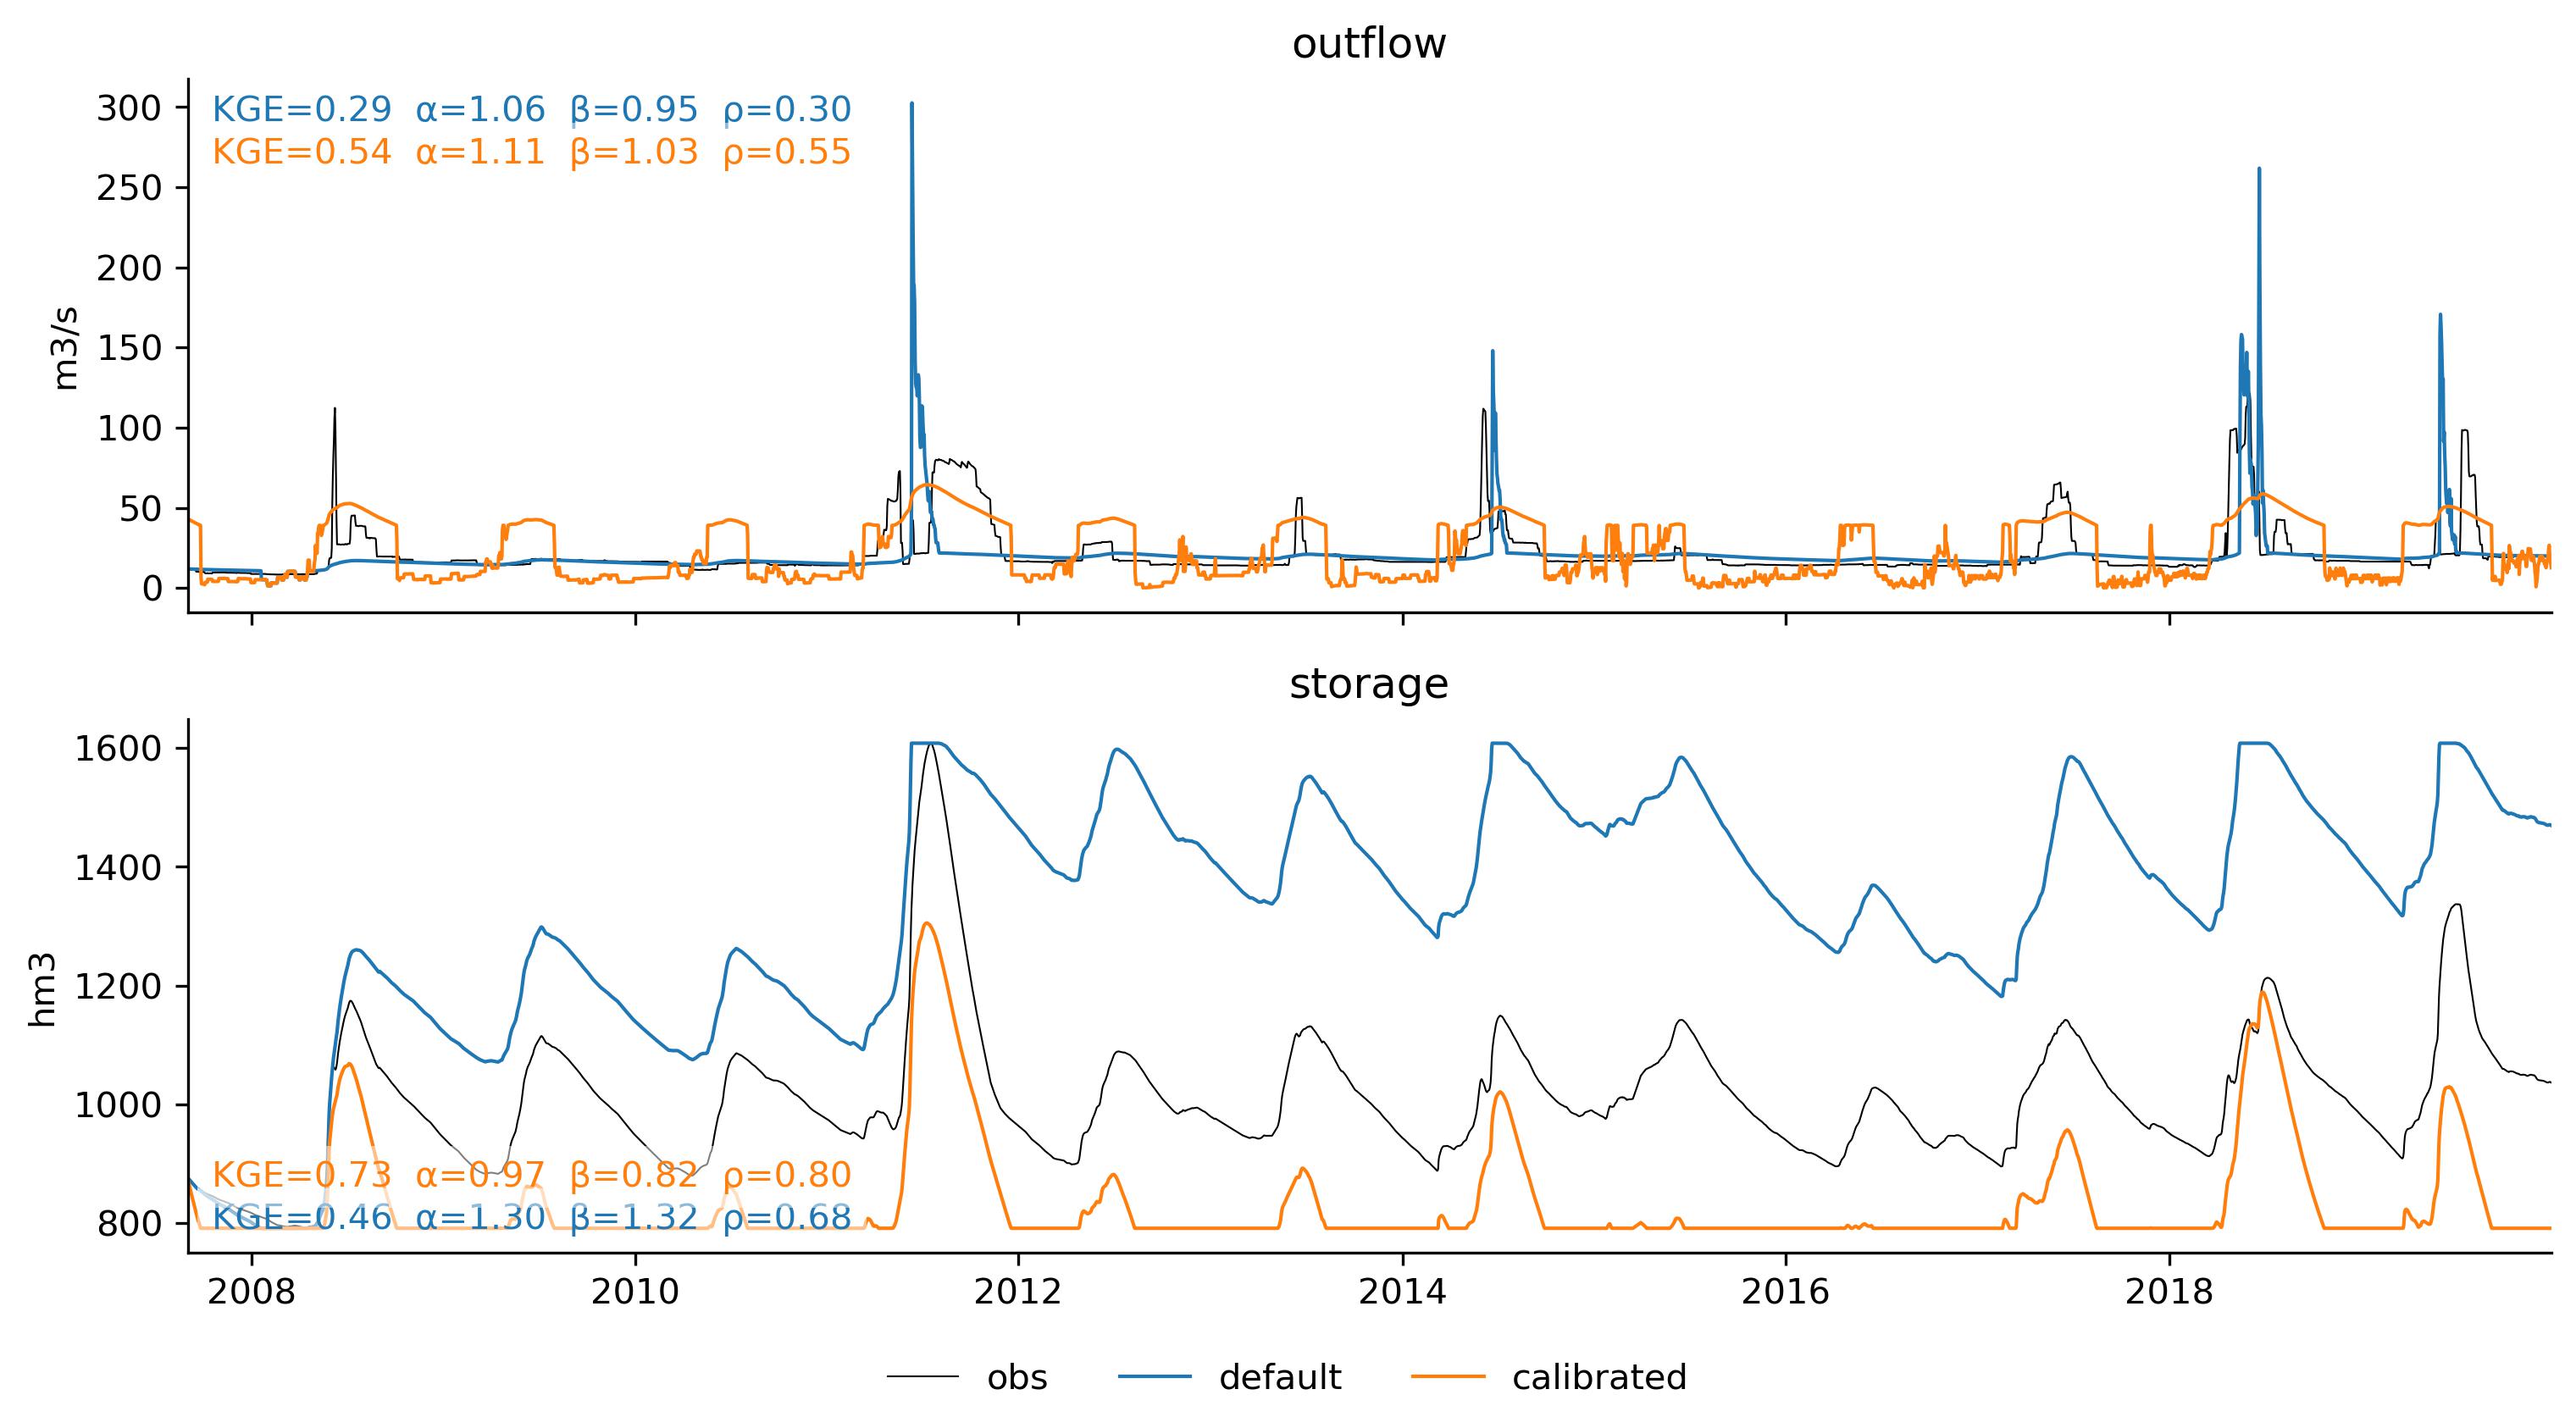 outflow
KGE=0.29 α=1.06 β=0.95 ρ=0.30
KGE=0.54 α=1.11 β=1.03 ρ=0.55
300
250
200
150
100
50
0
m3/s
storage
1600
1400
1200
1000
800
hm3
KGE=0.73 α=0.97 β=0.82 ρ=0.80
KGE=0.46 α=1.30 β=1.32 ρ=0.68
2008 2010 2012 2014 2016 2018
obs default calibrated